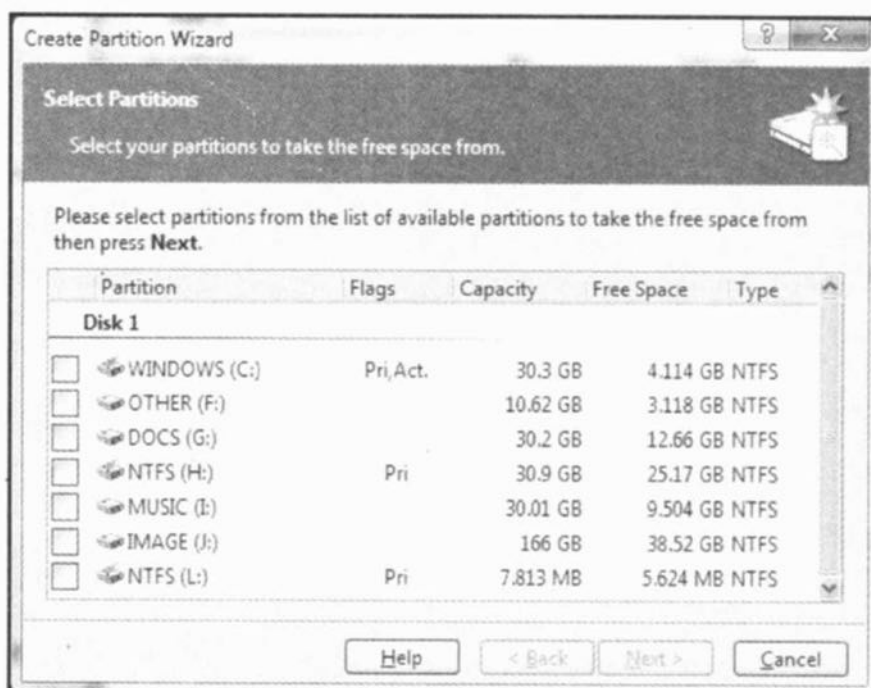 Create Partition Wizard
Select Partitions
Select your partitions to take the free space from.
Please select partitions from the list of available partitions to take the free space from
then press Next.
Partition Flags Capacity Free Space Type
Disk 1
WINDOWS (C:) Pri,Act. 30.3 GB 4.114 GB NTFS
OTHER (F:) 10.62 GB 3.118 GB NTFS
DOCS (G:) 30.2 GB 12.66 GB NTFS
NTFS (H:) Pri 30.9 GB 25.17 GB NTFS
MUSIC (I:) 30.01 GB 9.504 GB NTFS
IMAGE (J:) 166 GB 38.52 GB NTFS
NTFS (L:) Pri 7.813 MB 5.624 MB NTFS
Help < Back Next > Cancel